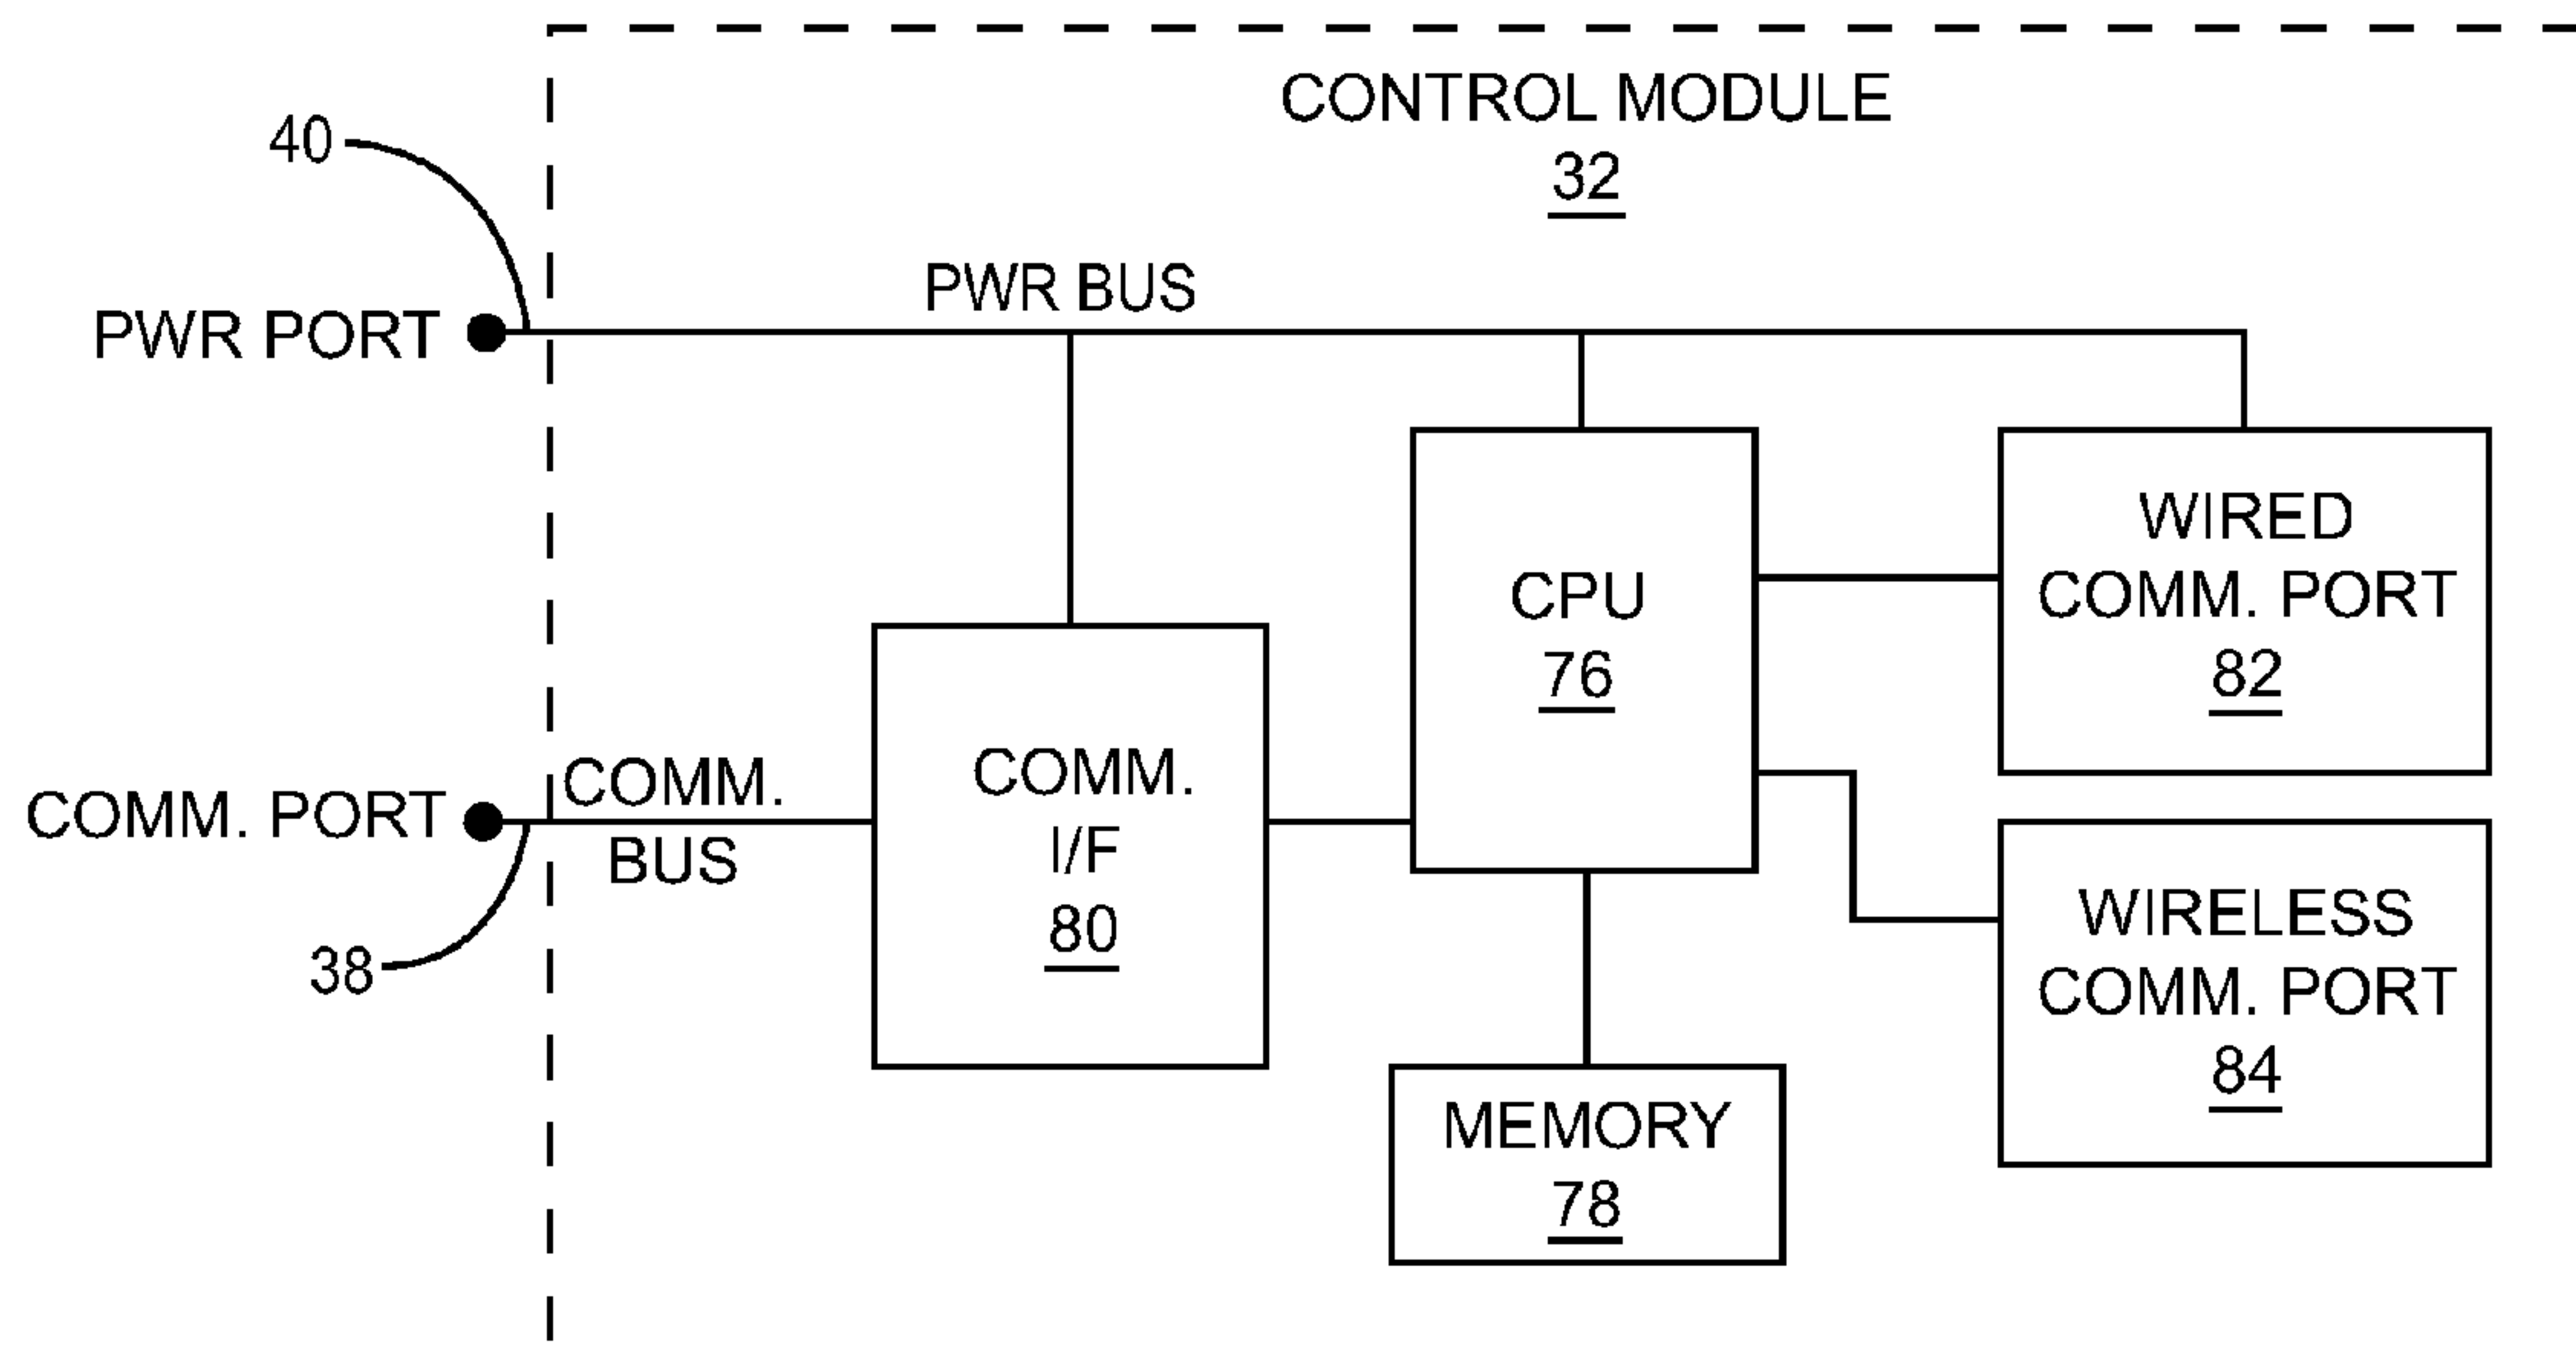 CONTROL MODULE
32
40
PWR BUS
PWR PORT
WIRED
COMM. PORT
82
CPU
76
COMM.
BUS
COMM. PORT
38
COMM.
I/F
80
WIRELESS
COMM. PORT
84
MEMORY
78